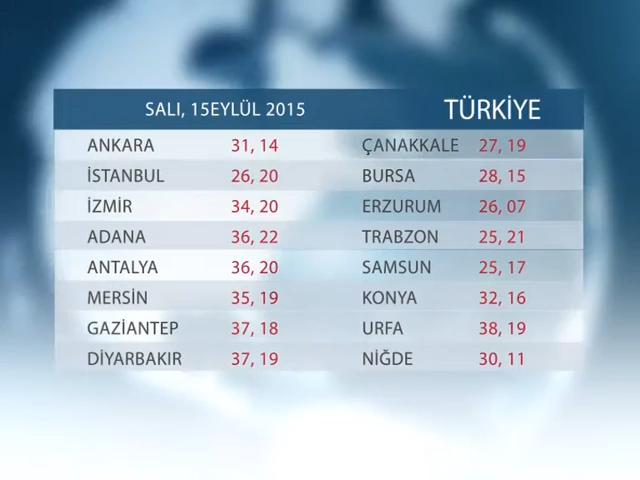 SALI, 15EYLÜL 2015 TÜRKİYE
ANKARA 31, 14 ÇANAKKALE 27, 19
İSTANBUL 26, 20 BURSA 28, 15
İZMİR 34, 20 ERZURUM 26, 07
ADANA 36, 22 TRABZON 25, 21
ANTALYA 36, 20 SAMSUN 25, 17
MERSİN 35, 19 KONYA 32, 16
GAZİANTEP 37, 18 URFA 38, 19
DİYARBAKIR 37, 19 NİĞDE 30, 11